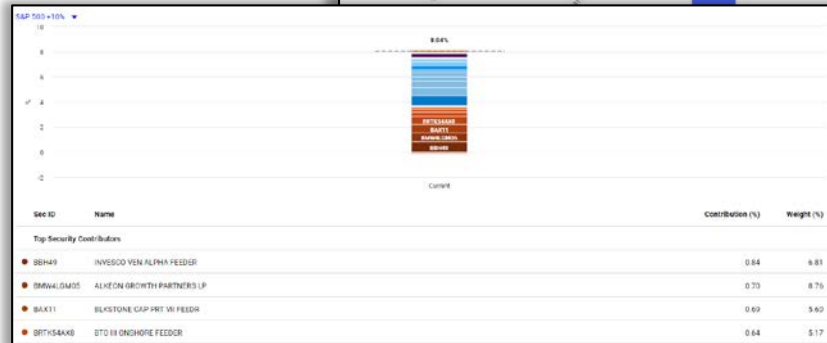 S&P 500 +10%
10
8.04%
8
6
%
4
BRTK54AX8
2
BAX11
BMW4LGM05
BBH49
0
-2
Current
Sec ID Name Contribution (%) Weight (%)
Top Security Contributors
BBH49 INVESCO VEN ALPHA FEEDER 0.84 6.81
BMW4LGM05 ALKEON GROWTH PARTNERS LP 0.70 8.76
BAX11 BLKSTONE CAP PRT VII FEEDR 0.69 5.60
BRTK54AX8 BTO III ONSHORE FEEDER 0.64 5.17